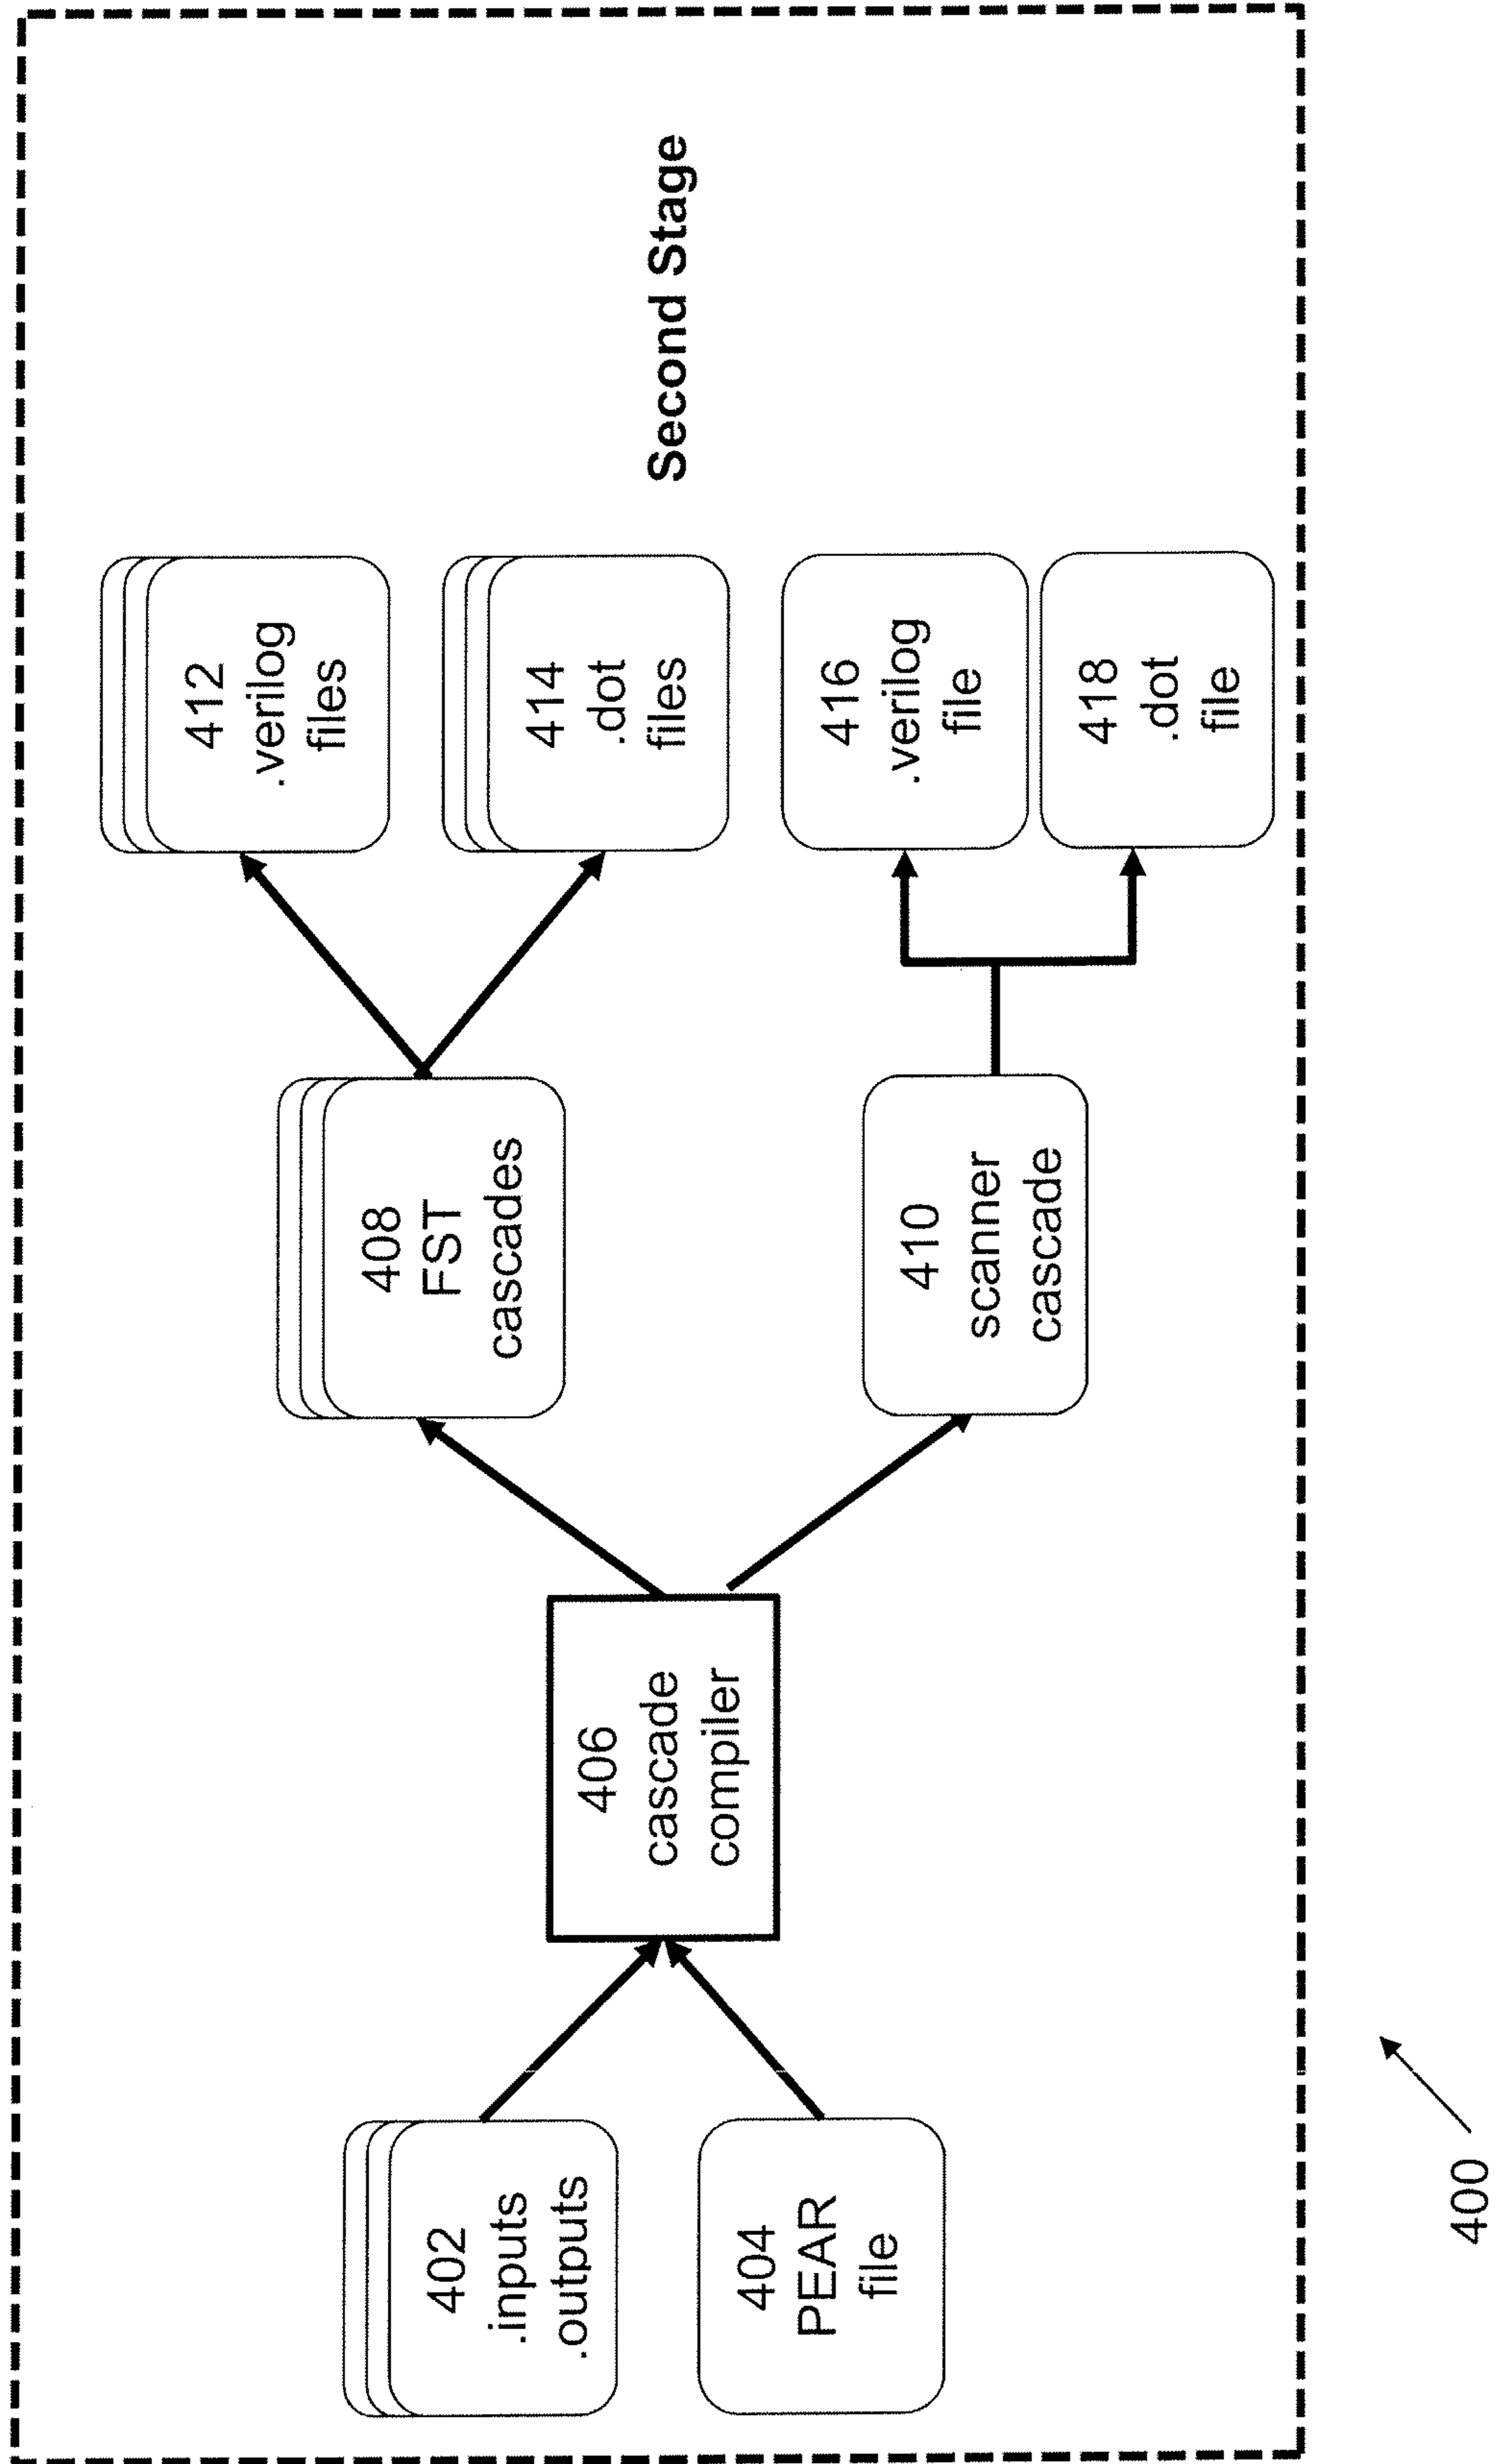 402
.inputs
.outputs
404
PEAR
file
406
cascade
compiler
408
FST
cascades
410
scanner
cascade
412
.verilog
files
414
.dot
files
416
.verilog
file
418
.dot
file
Second Stage
400